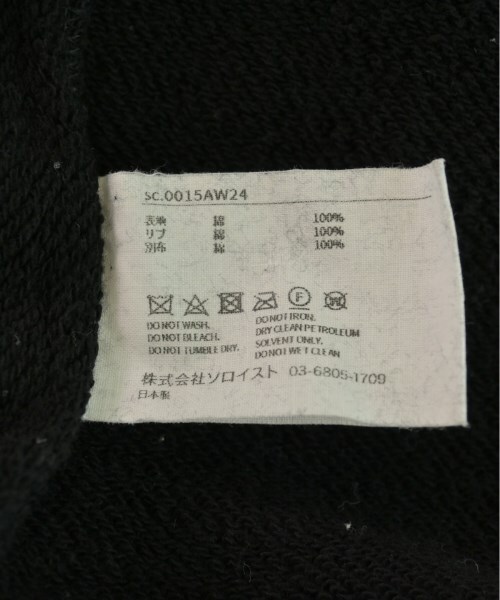 sc.0015AW24
表地 綿 100%
リブ 綿 100%
別布 綿 100%
F W
DO NOT WASH.
DO NOT BLEACH.
DO NOT TUMBLE DRY.
DO NOT IRON.
DRY CLEAN PETROLEUM
SOLVENT ONLY.
DO NOT WET CLEAN
株式会社ソロイスト 03-6805-1709
日本製